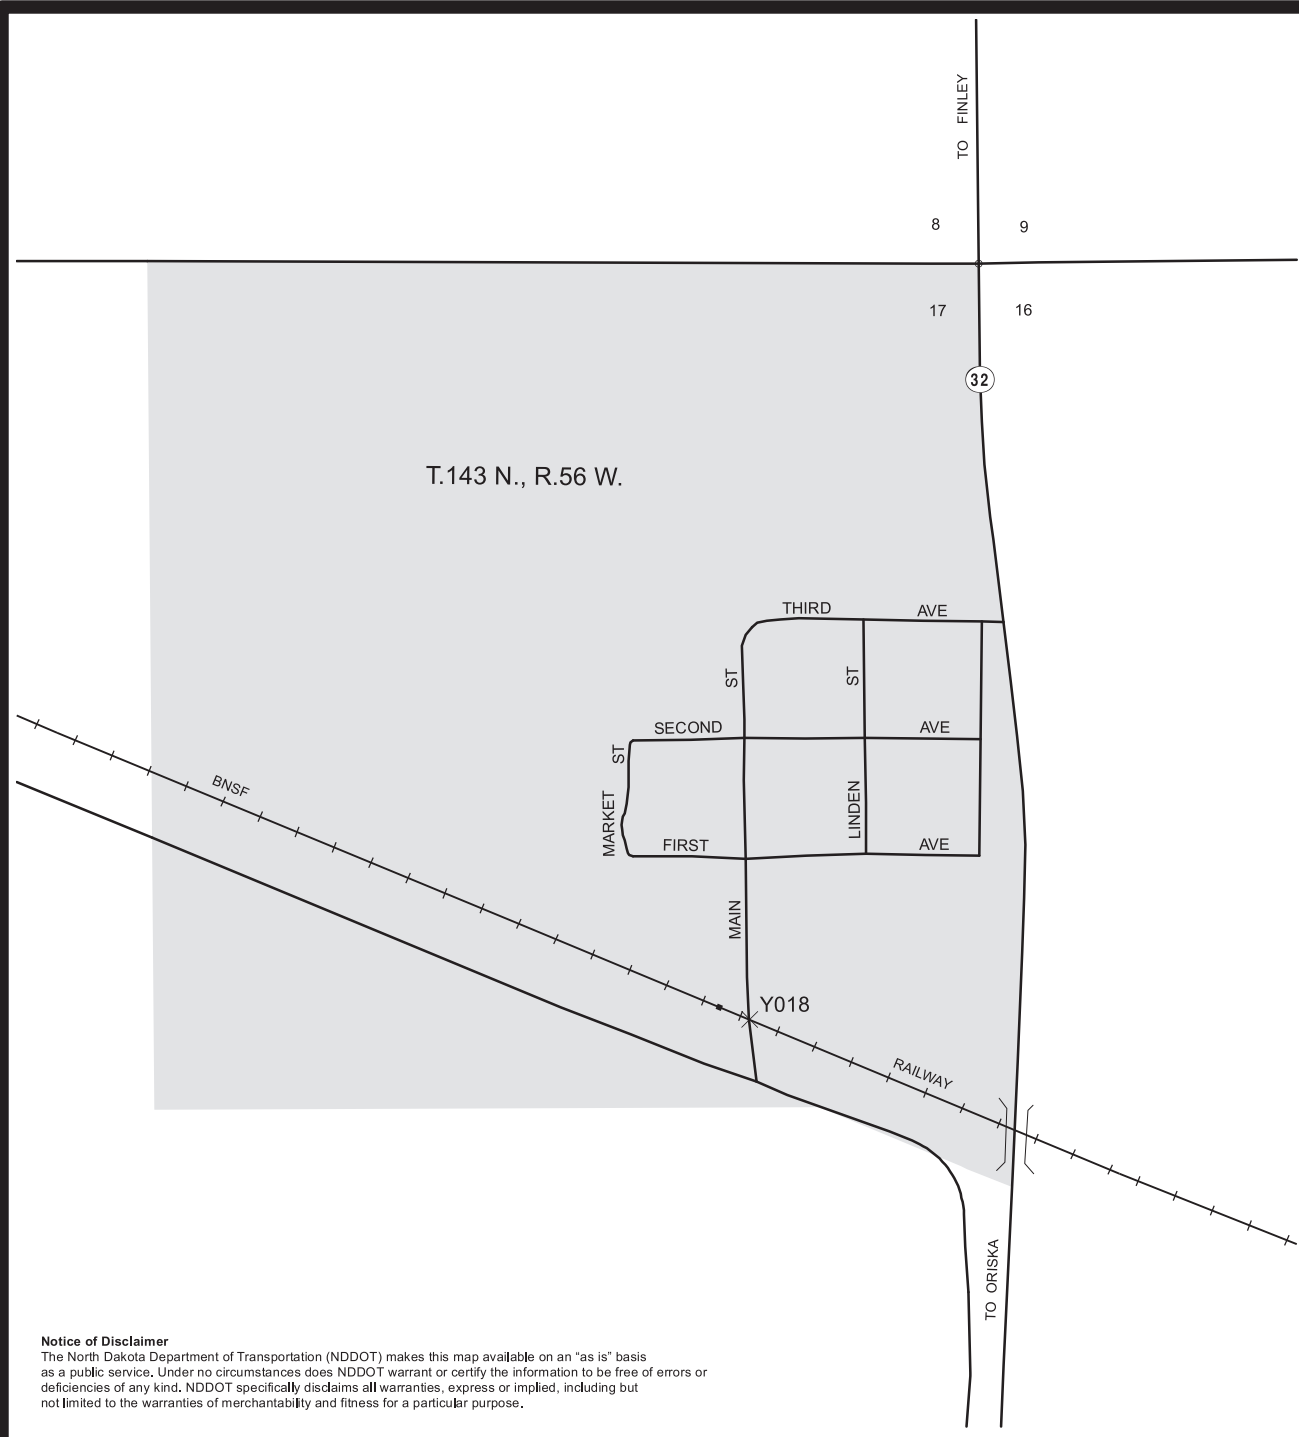 TO FINLEY
8
9
17
16
32
T.143 N., R.56 W.
THIRD AVE
ST
ST
SECOND AVE
ST
BNSF
MARKET
LINDEN
FIRST AVE
MAIN
Y018
RAILWAY
TO ORISKA
Notice of Disclaimer
The North Dakota Department of Transportation (NDDOT) makes this map available on an “as is” basis
as a public service. Under no circumstances does NDDOT warrant or certify the information to be free of errors or
deficiencies of any kind. NDDOT specifically disclaims all warranties, express or implied, including but
not limited to the warranties of merchantability and fitness for a particular purpose.